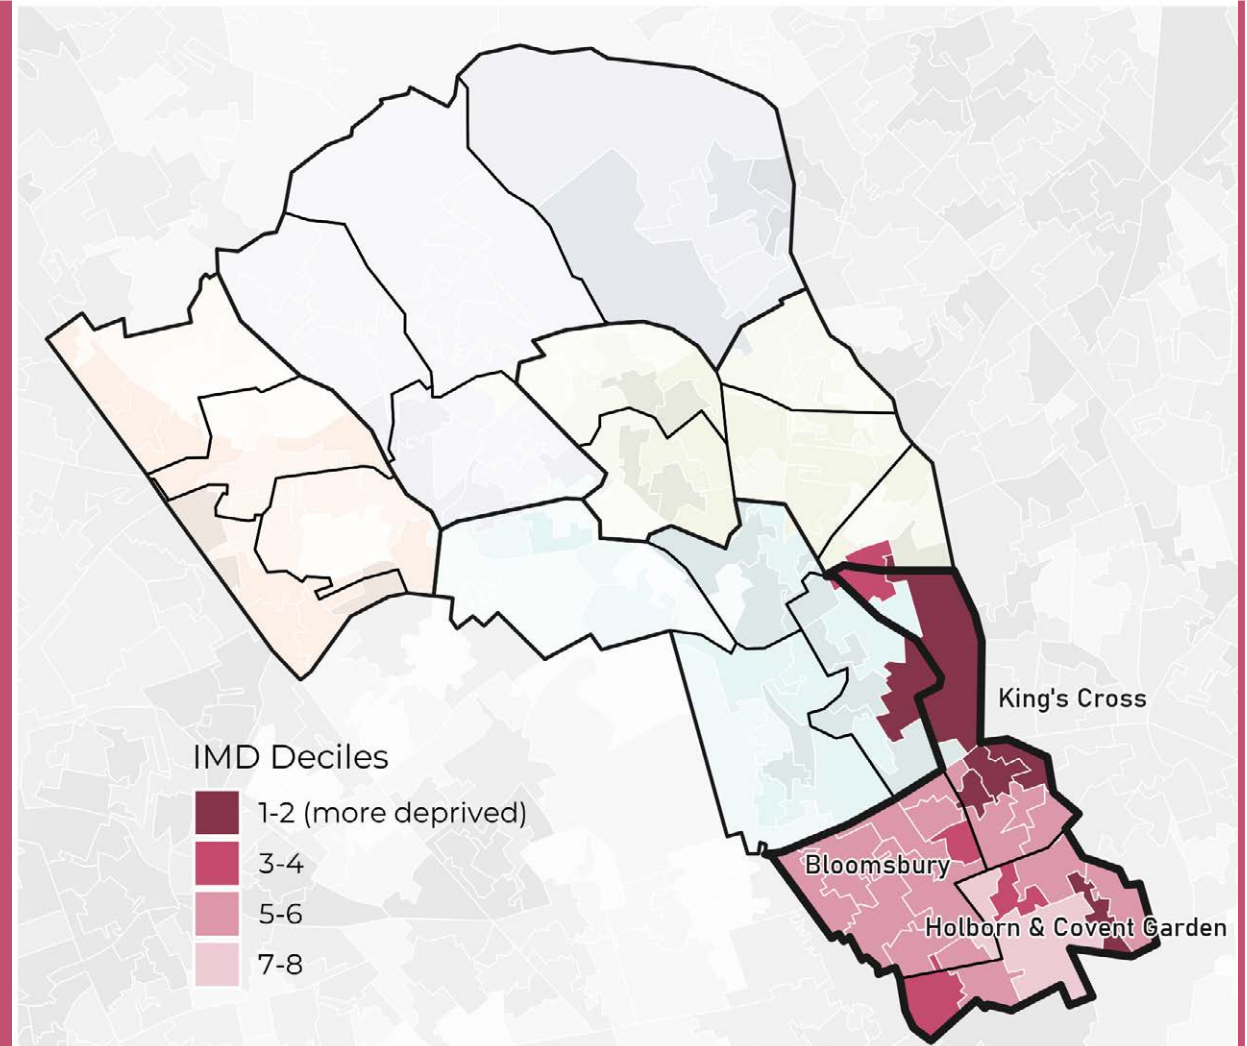 King's Cross
IMD Deciles
1-2 (more deprived)
3-4
5-6
7-8
Bloomsbury
Holborn & Covent Garden